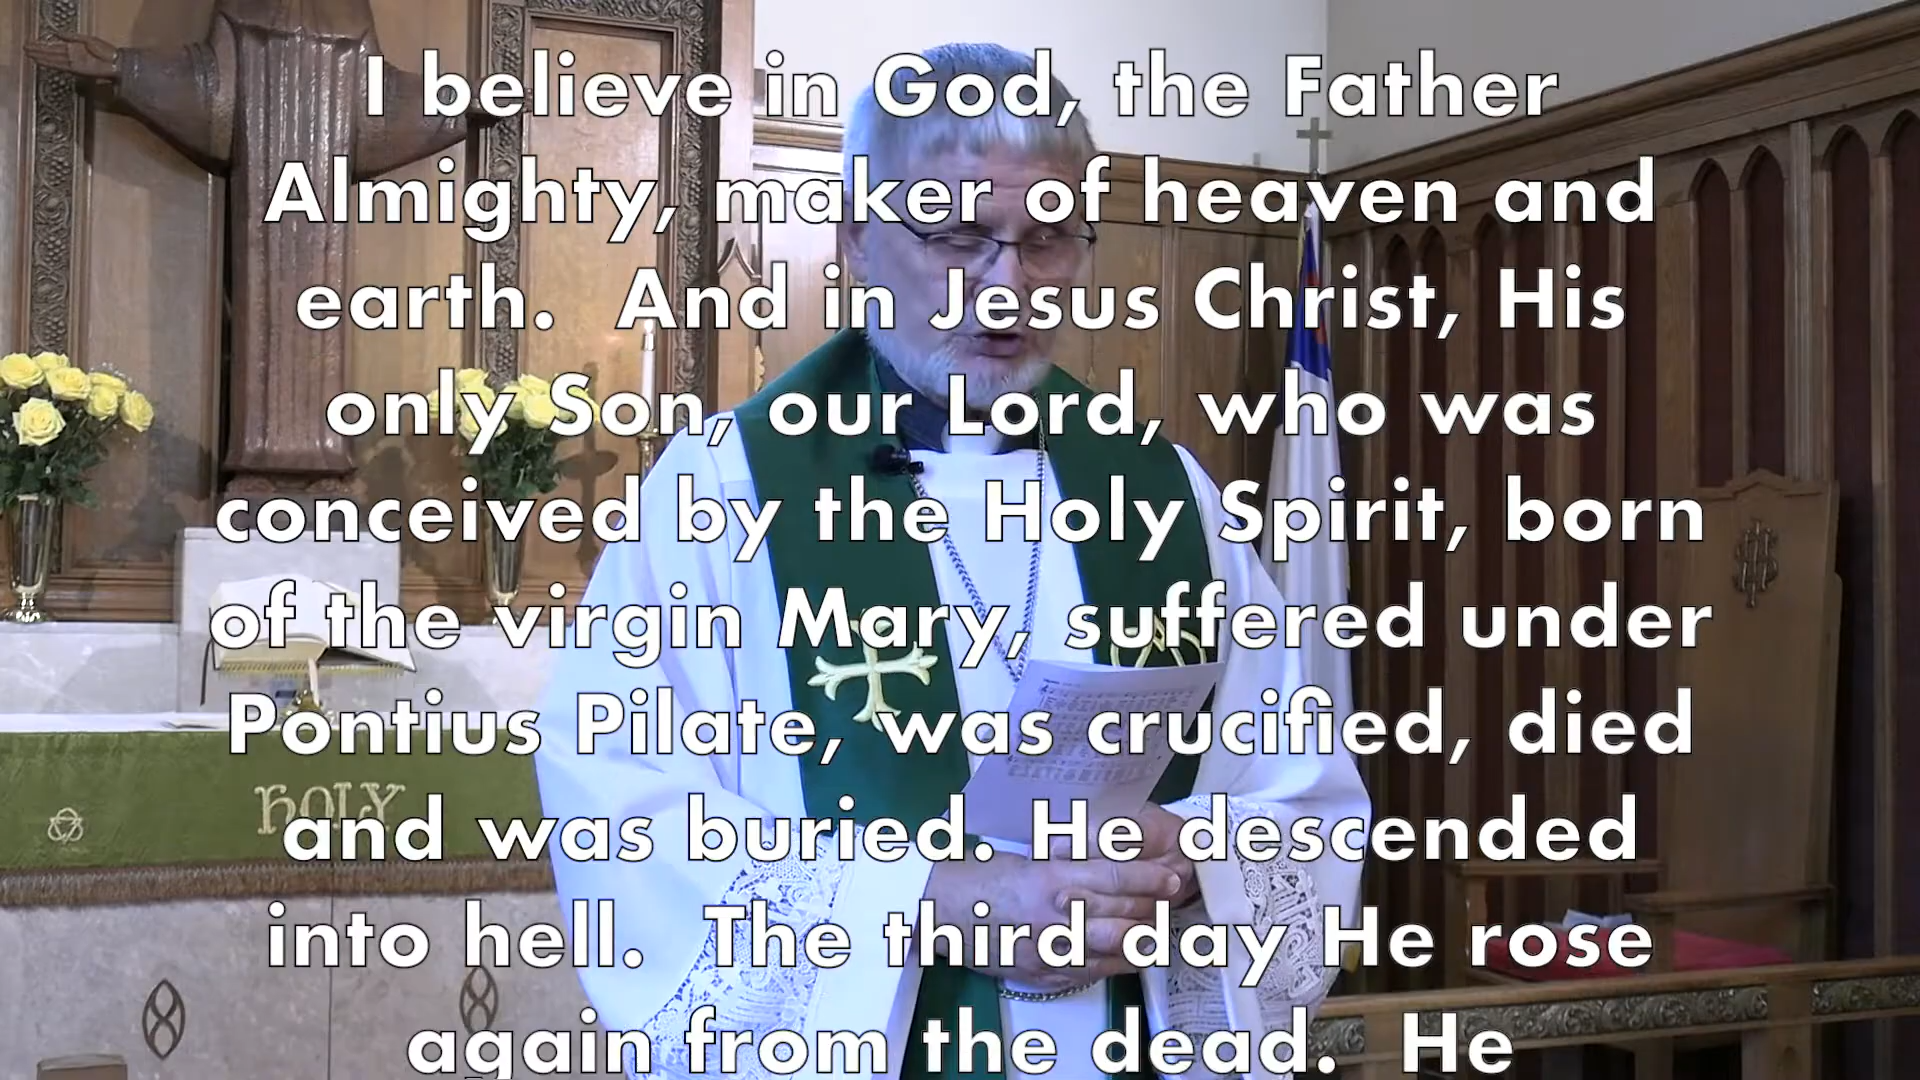 I believe in God, the Father
Almighty, maker of heaven and
earth.  And in Jesus Christ, His
only Son, our Lord, who was
conceived by the Holy Spirit, born
of the virgin Mary, suffered under
Pontius Pilate, was crucified, died
and was buried. He descended
into hell.  The third day He rose
again from the dead.  He
HOLY